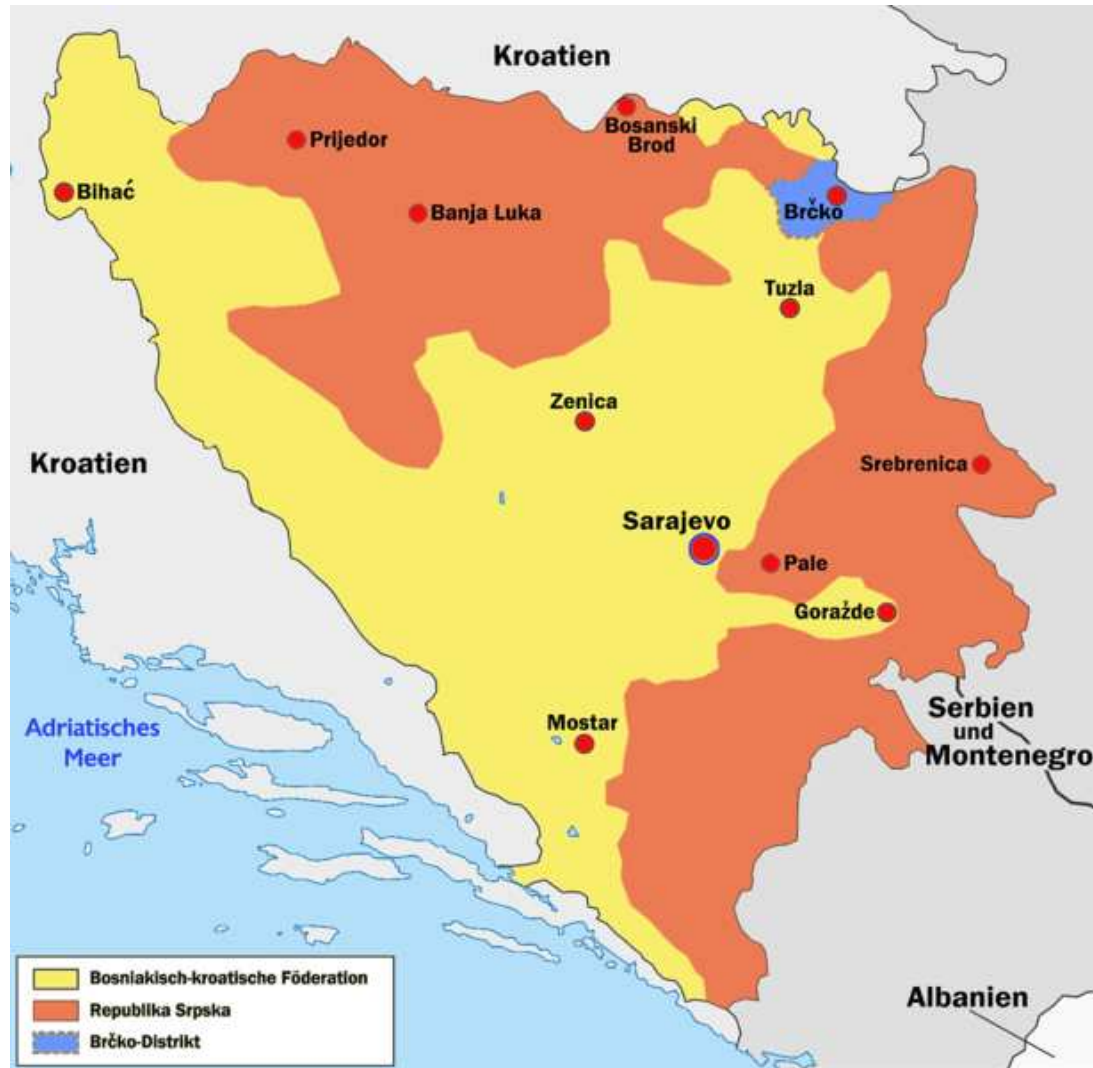 Kroatien
Prijedor
Bosanski
Brod
Bihać
Banja Luka
Brčko
Tuzla
Zenica
Kroatien
Srebrenica
Sarajevo
Pale
Goražde
Serbien
und
Montenegro
Mostar
Adriatisches
Meer
Bosniakisch-kroatische Föderation
Republika Srpska
Brčko-Distrikt
Albanien